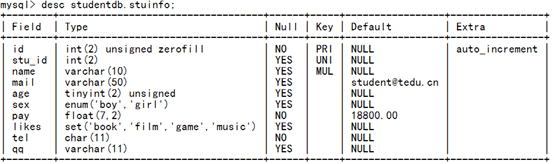 mysql> desc studentdb.stuinfo;
+--------+-----------------------------------+------+-----+-----------------+----------------+
| Field | Type | Null | Key | Default | Extra |
+--------+-----------------------------------+------+-----+-----------------+----------------+
| id | int(2) unsigned zerofill | NO | PRI | NULL | auto_increment |
| stu_id | int(2) | YES | UNI | NULL | |
| name | varchar(10) | YES | MUL | NULL | |
| mail | varchar(50) | YES | | student@tedu.cn | |
| age | tinyint(2) unsigned | YES | | NULL | |
| sex | enum('boy','girl') | YES | | NULL | |
| pay | float(7,2) | NO | | 18800.00 | |
| likes | set('book','film','game','music') | YES | | NULL | |
| tel | char(11) | NO | | NULL | |
| qq | varchar(11) | YES | | NULL | |
+--------+-----------------------------------+------+-----+-----------------+----------------+